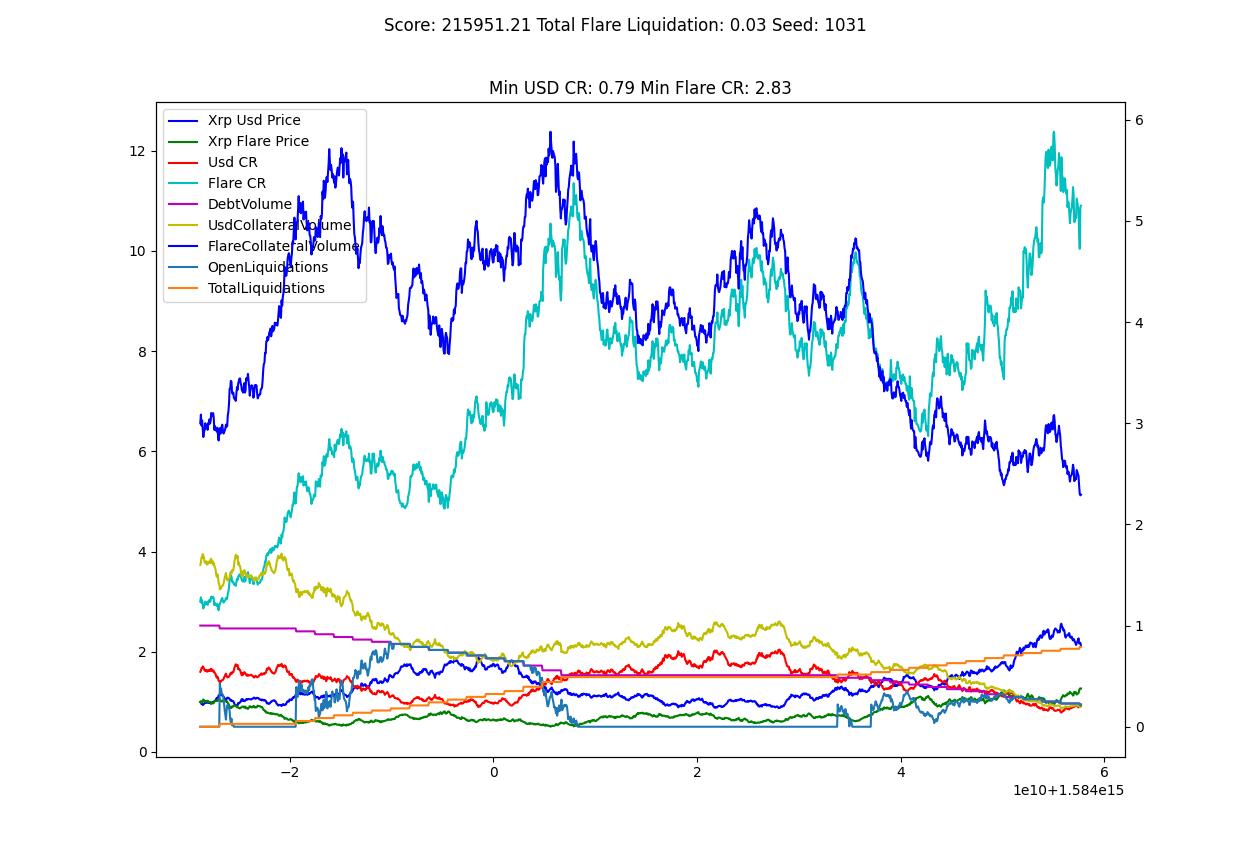 Score: 215951.21 Total Flare Liquidation: 0.03 Seed: 1031
Min USD CR: 0.79 Min Flare CR: 2.83
Xrp Usd Price
Xrp Flare Price
Usd CR
Flare CR
DebtVolume
UsdCollateralVolume
FlareCollateralVolume
OpenLiquidations
TotalLiquidations
12
10
8
6
4
2
0
6
5
4
3
2
1
0
−2
0
2
4
6
1e10+1.584e15